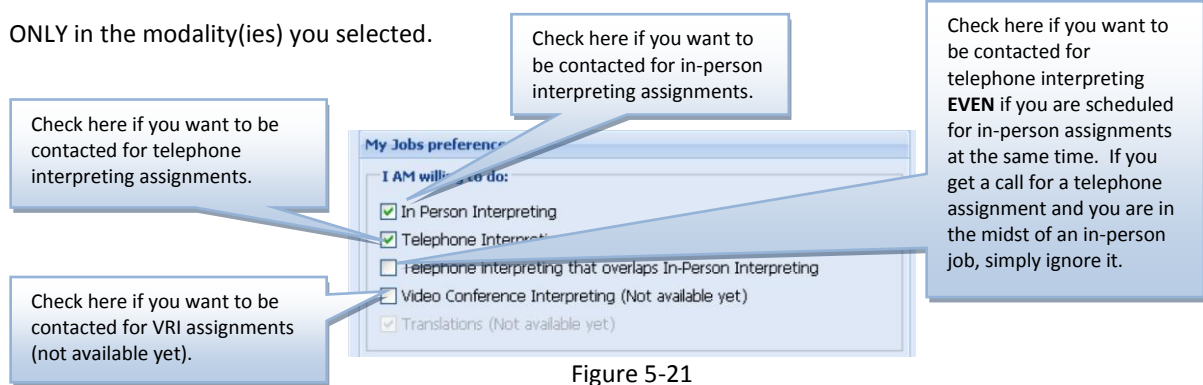 ONLY in the modality(ies) you selected.
Check here if you want to
be contacted for in-person
interpreting assignments.
Check here if you want to
be contacted for
telephone interpreting
EVEN if you are scheduled
for in-person assignments
at the same time. If you
get a call for a telephone
assignment and you are in
the midst of an in-person
job, simply ignore it.
Check here if you want to be
contacted for telephone
interpreting assignments.
Check here if you want to be
contacted for VRI assignments
(not available yet).
My Jobs preference
I AM willing to do:
In Person Interpreting
Telephone Interpreting
Telephone interpreting that overlaps In-Person Interpreting
Video Conference Interpreting (Not available yet)
Translations (Not available yet)
Figure 5-21